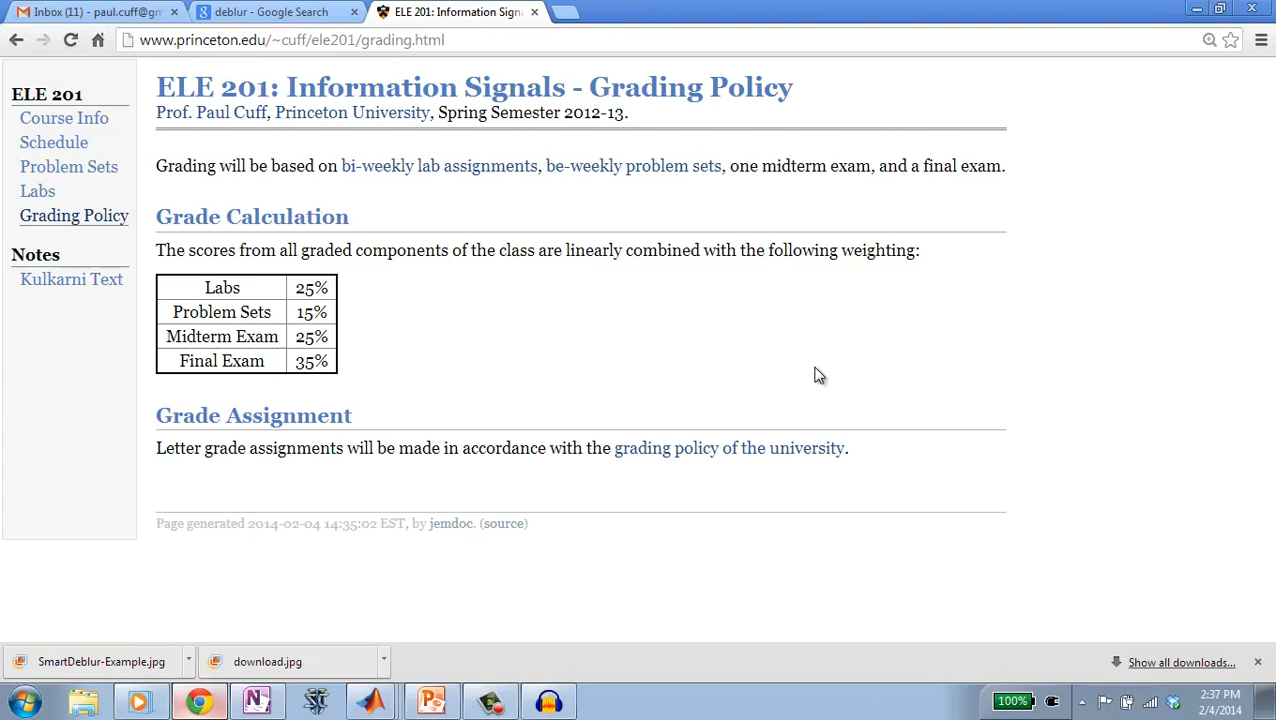 Inbox (11) - paul.cuff@gm
deblur - Google Search
ELE 201: Information Sign
www.princeton.edu/~cuff/ele201/grading.html
ELE 201
Course Info
Schedule
Problem Sets
Labs
Grading Policy
Notes
Kulkarni Text
ELE 201: Information Signals - Grading Policy
Prof. Paul Cuff, Princeton University, Spring Semester 2012-13.
Grading will be based on bi-weekly lab assignments, be-weekly problem sets, one midterm exam, and a final exam.
Grade Calculation
The scores from all graded components of the class are linearly combined with the following weighting:
Labs 25%
Problem Sets 15%
Midterm Exam 25%
Final Exam 35%
Grade Assignment
Letter grade assignments will be made in accordance with the grading policy of the university.
Page generated 2014-02-04 14:35:02 EST, by jemdoc. (source)
SmartDeblur-Example.jpg
download.jpg
Show all downloads...
100%
2:37 PM
2/4/2014